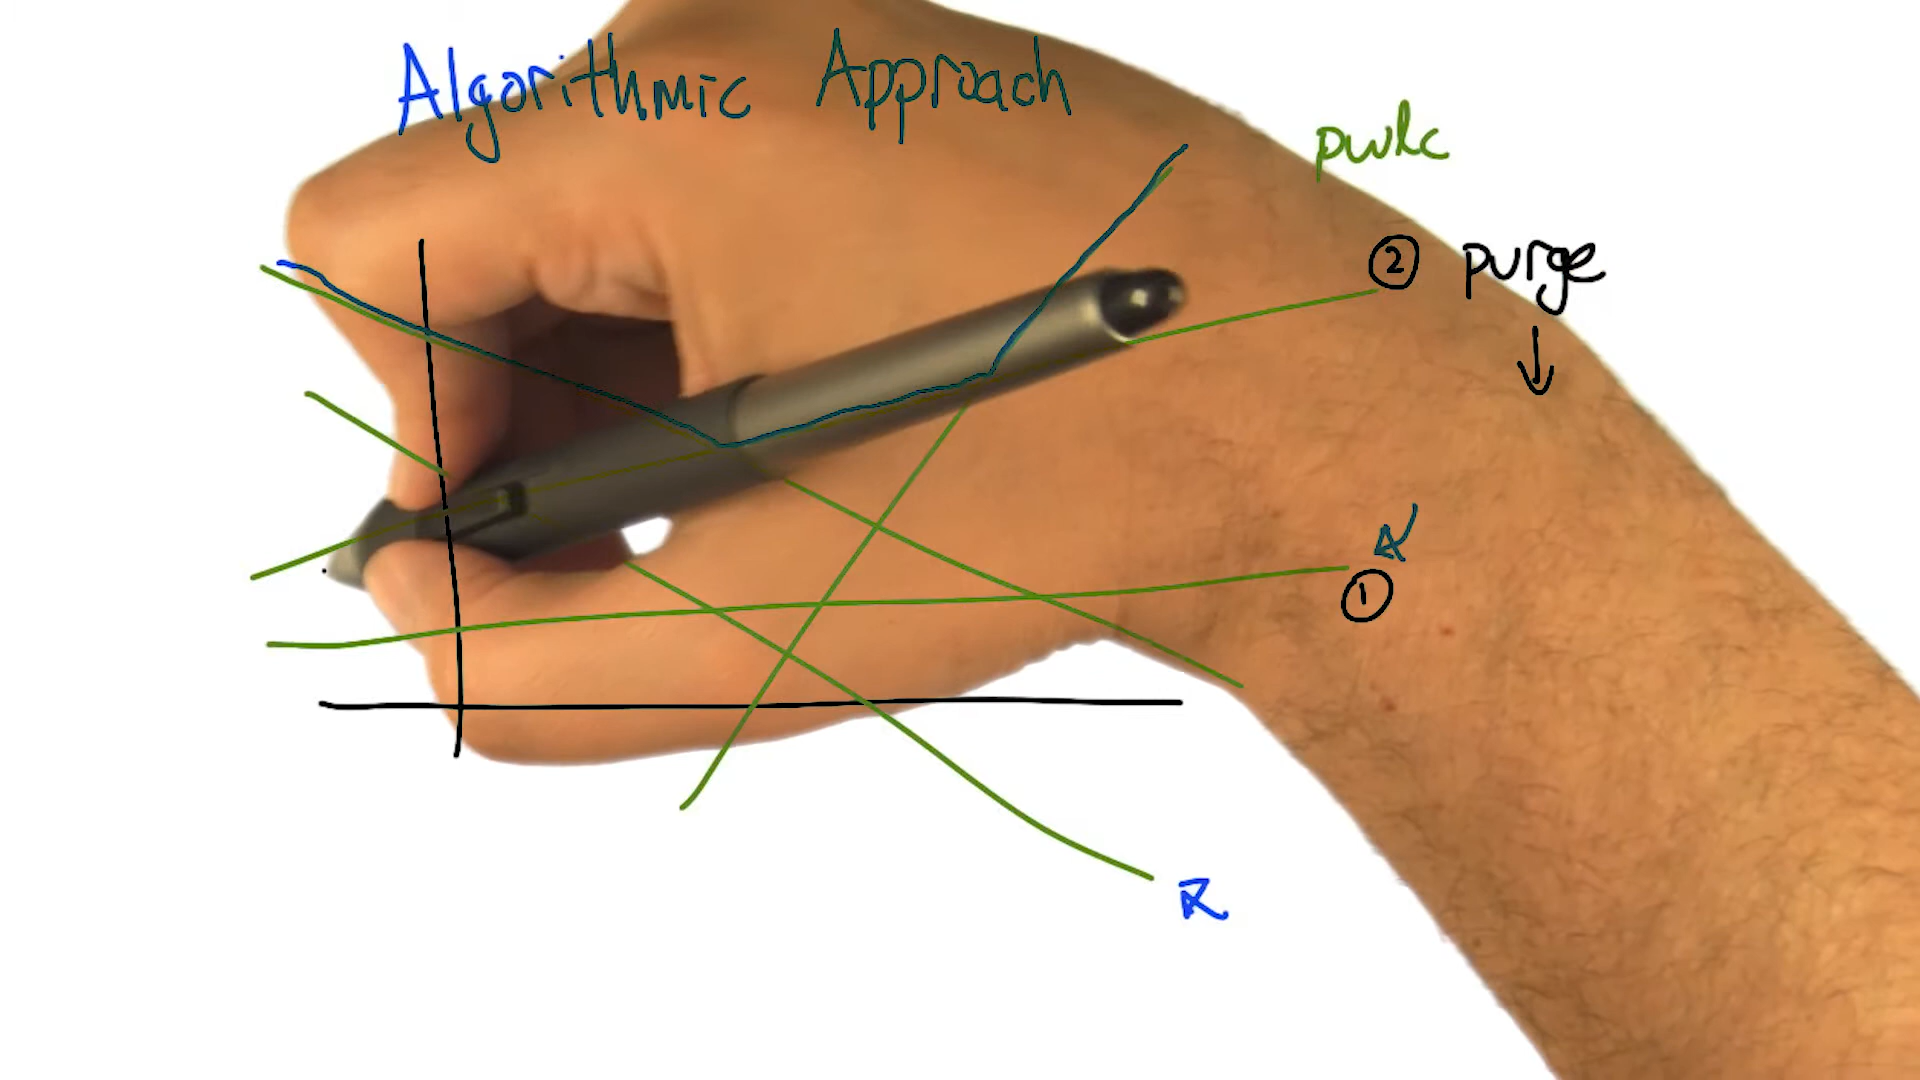 Algorithmic Approach
pwlc
② purge
↓
①